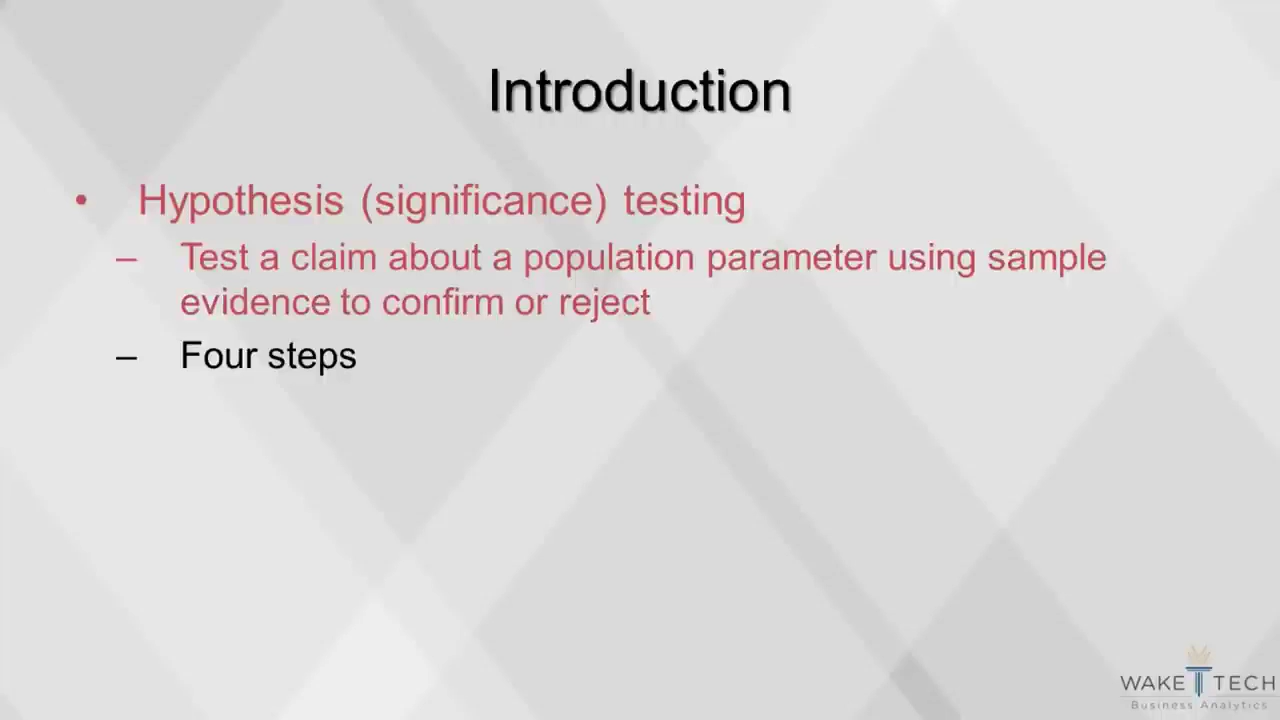 Introduction
• Hypothesis (significance) testing
– Test a claim about a population parameter using sample
evidence to confirm or reject
– Four steps
WAKE TECH
Business Analytics